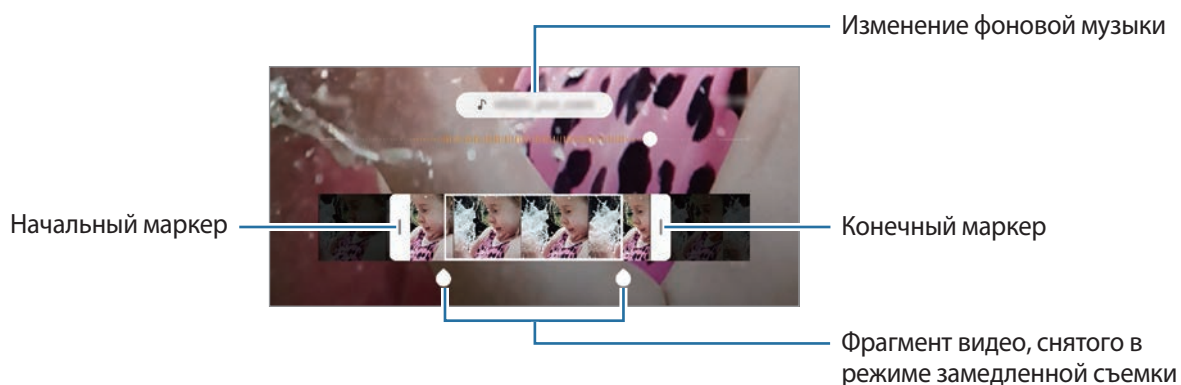 Изменение фоновой музыки
Начальный маркер
Конечный маркер
Фрагмент видео, снятого в
режиме замедленной съемки